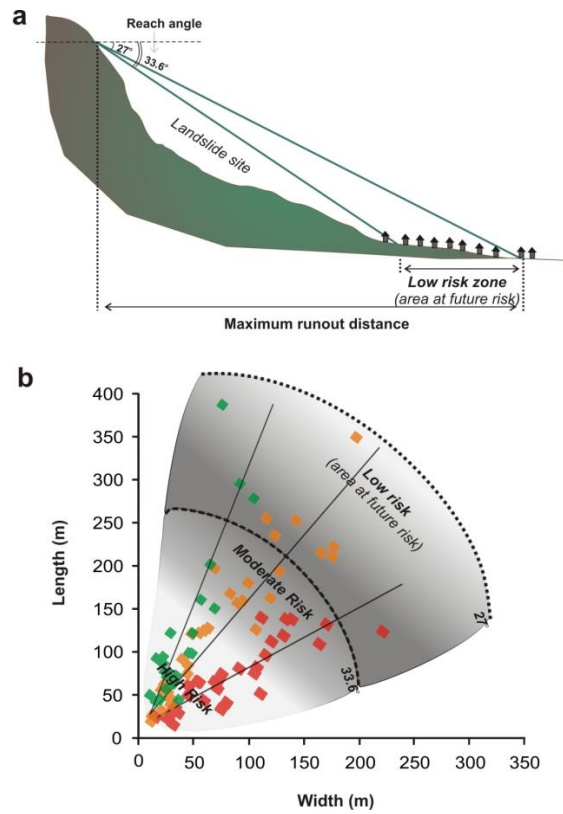 a
Reach angle
27°
33.6°
Landslide site
Low risk zone
(area at future risk)
Maximum runout distance
b
400
350
300
250
200
150
100
50
0
Length (m)
Low risk
(area at future risk)
Moderate Risk
High Risk
27
33.6
0
50
100
150
200
250
300
350
Width (m)